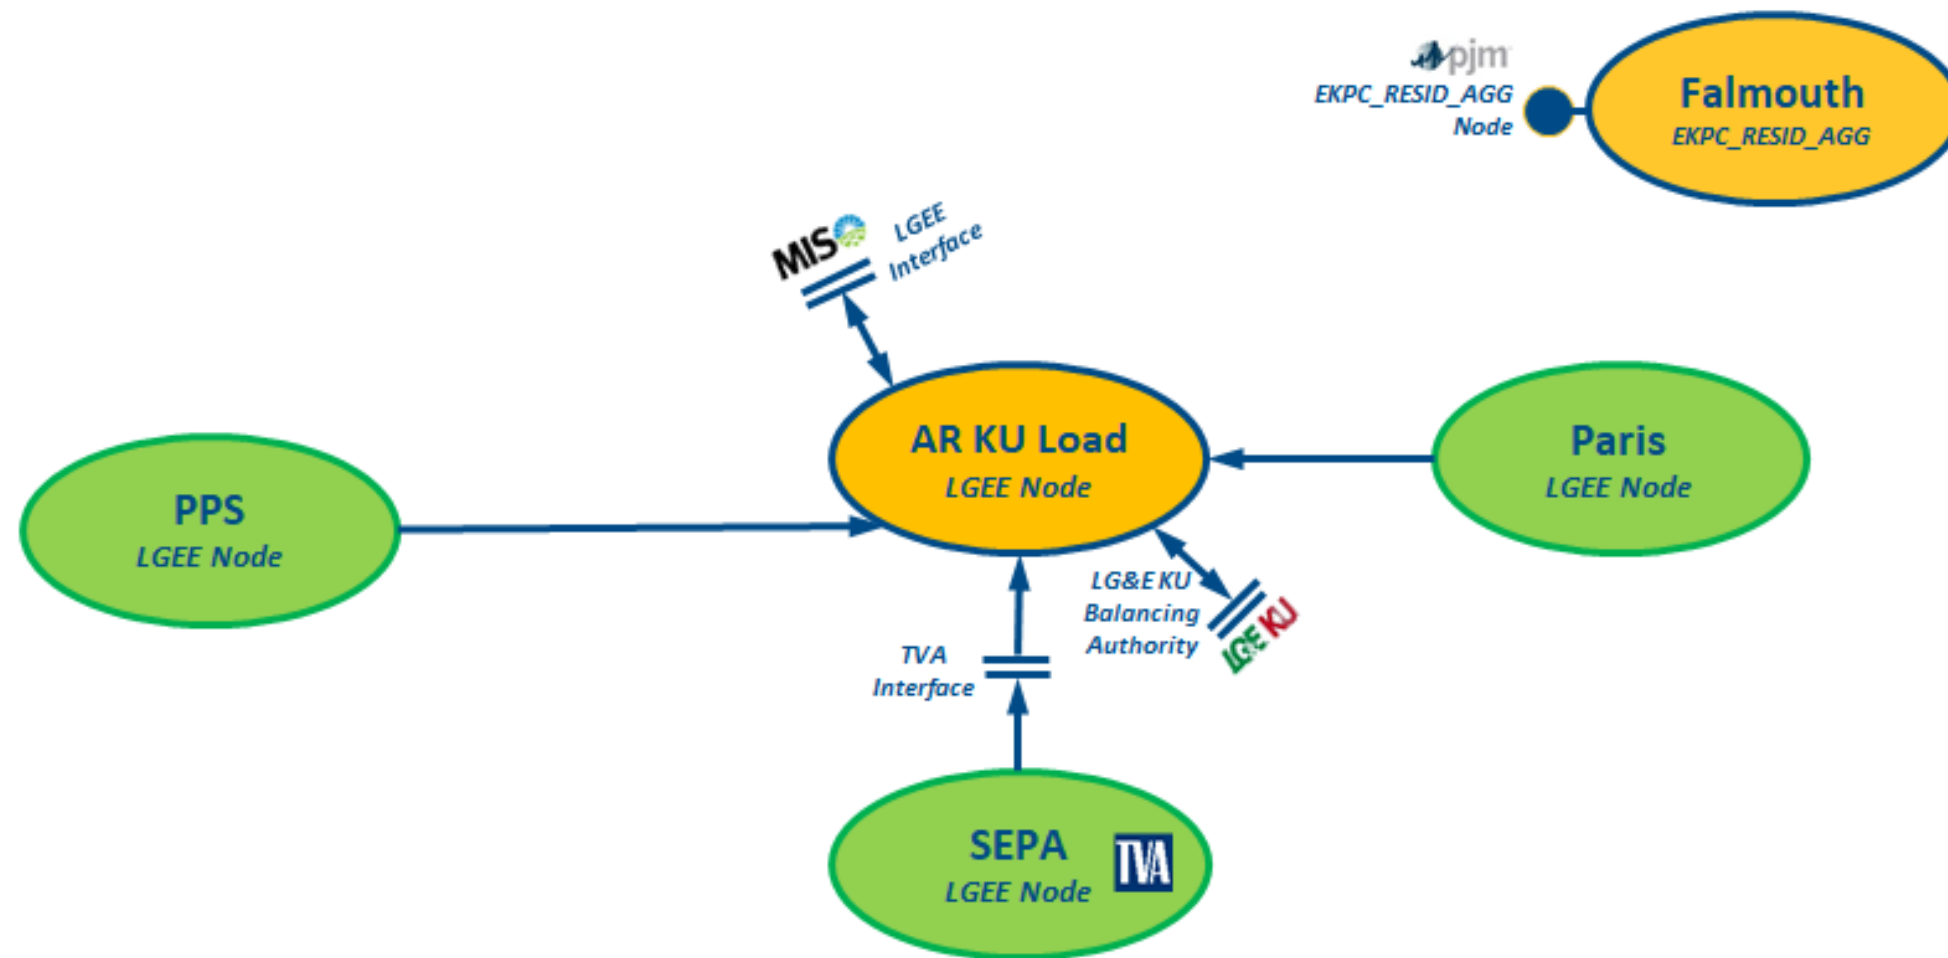 pjm
EKPC_RESID_AGG
Node
Falmouth
EKPC_RESID_AGG
MISO
LGEE
Interface
AR KU Load
LGEE Node
Paris
LGEE Node
PPS
LGEE Node
LG&E KU
Balancing
Authority
LG&E KU
TVA
Interface
SEPA
LGEE Node
TVA